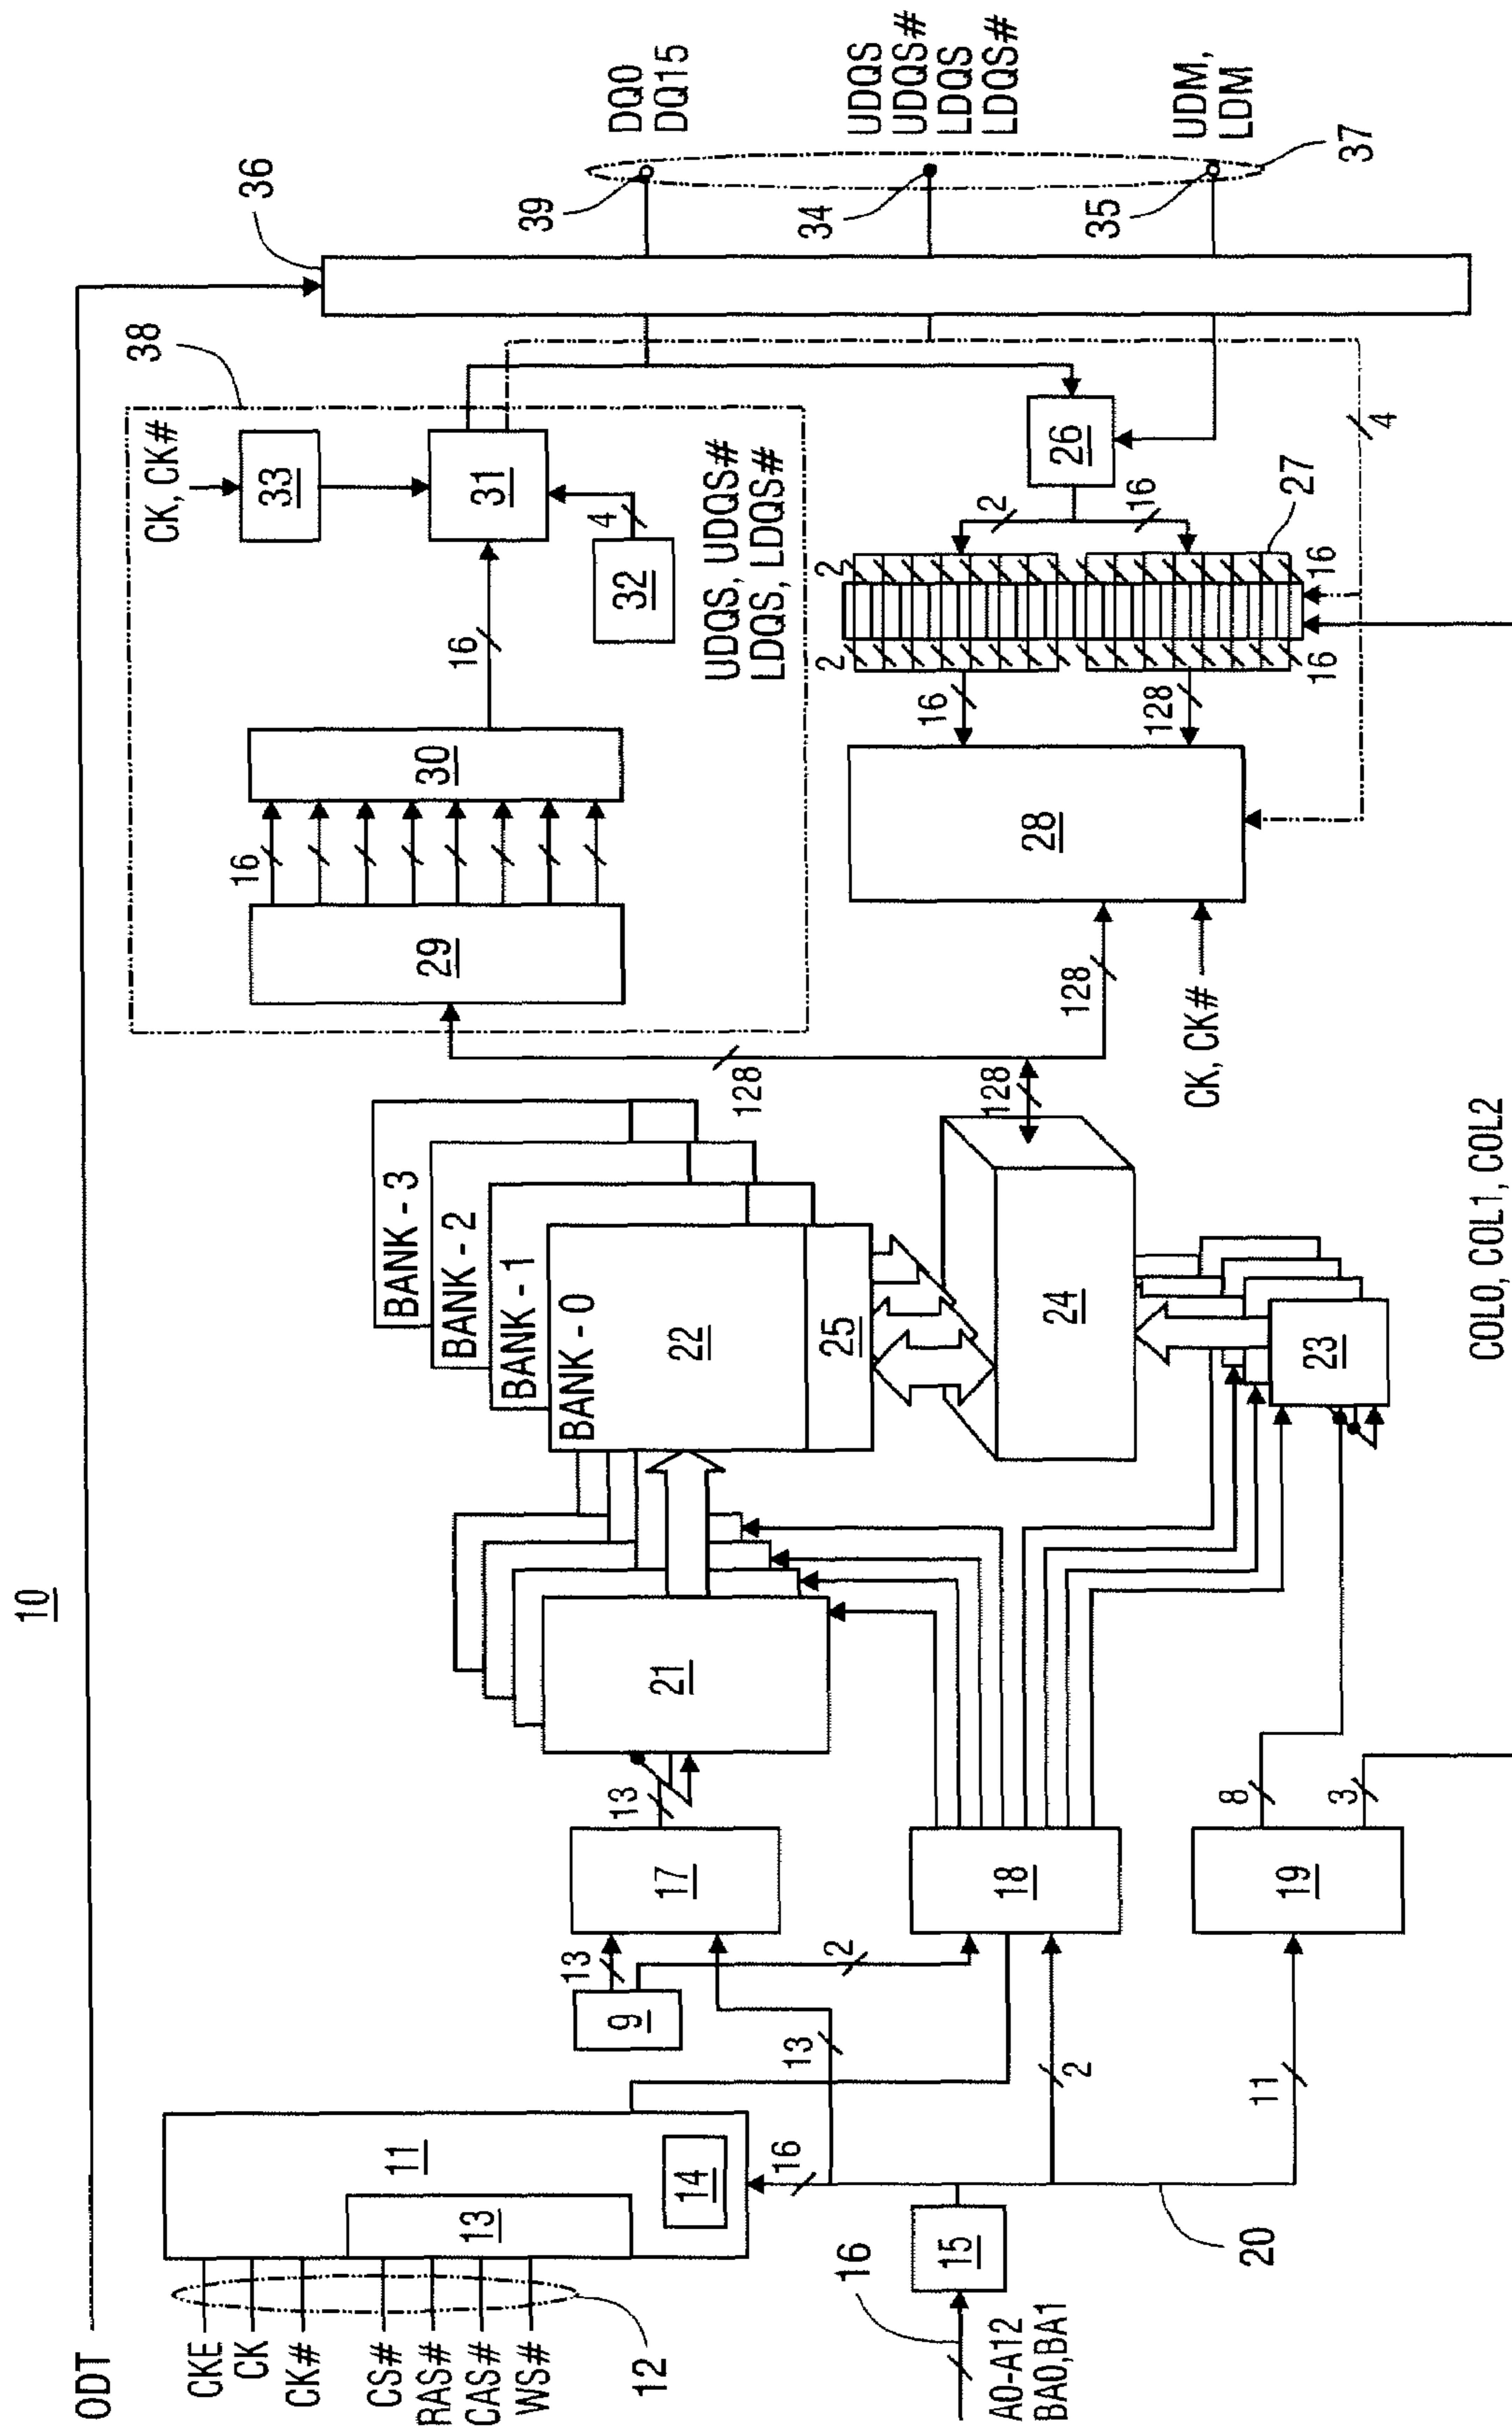 10
ODT
CKE
CK
CK#
CS#
RAS#
CAS#
WS#
12
11
13
14
16
A0-A12
BA0,BA1
16
15
20
13
2
11
9
13
2
17
18
19
13
8
3
21
BANK - 3
BANK - 2
BANK - 1
BANK - 0
22
25
24
23
COL0, COL1, COL2
128
128
128
CK, CK#
29
16
30
16
CK, CK#
33
31
32
4
UDQS, UDQS#
LDQS, LDQS#
38
28
16
128
2
16
2
16
27
2
16
26
4
36
39
34
35
37
DQ0
DQ15
UDQS
UDQS#
LDQS
LDQS#
UDM,
LDM